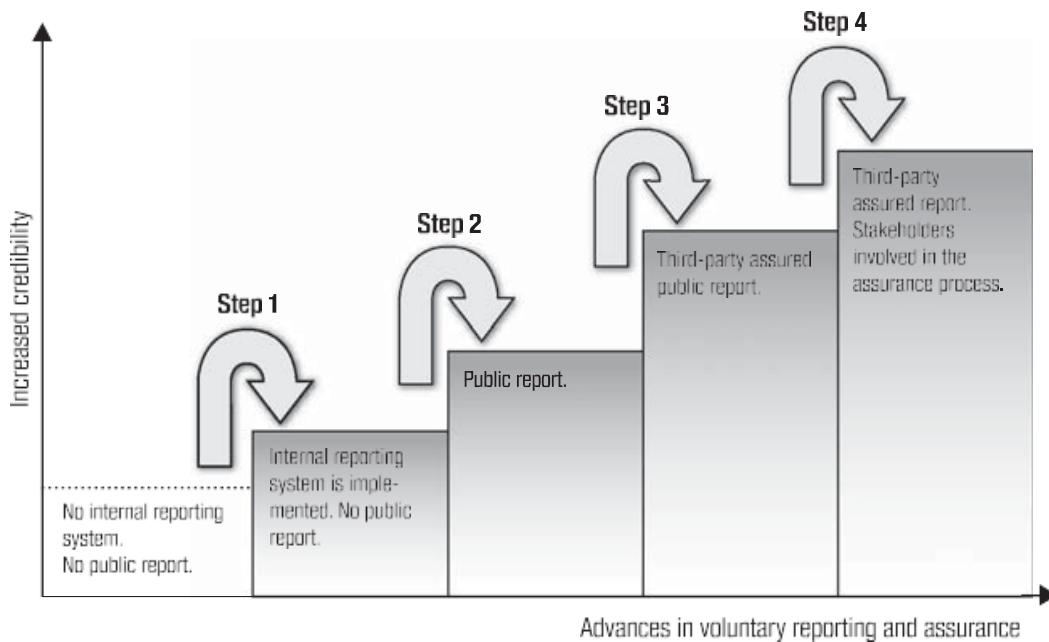 Step 4
Step 3
Step 2
Step 1
Increased credibility
Third-party
assured report.
Stakeholders
involved in the
assurance process.
Third-party assured
public report.
Public report.
Internal reporting
system is imple-
mented. No public
report.
No internal reporting
system.
No public report.
Advances in voluntary reporting and assurance